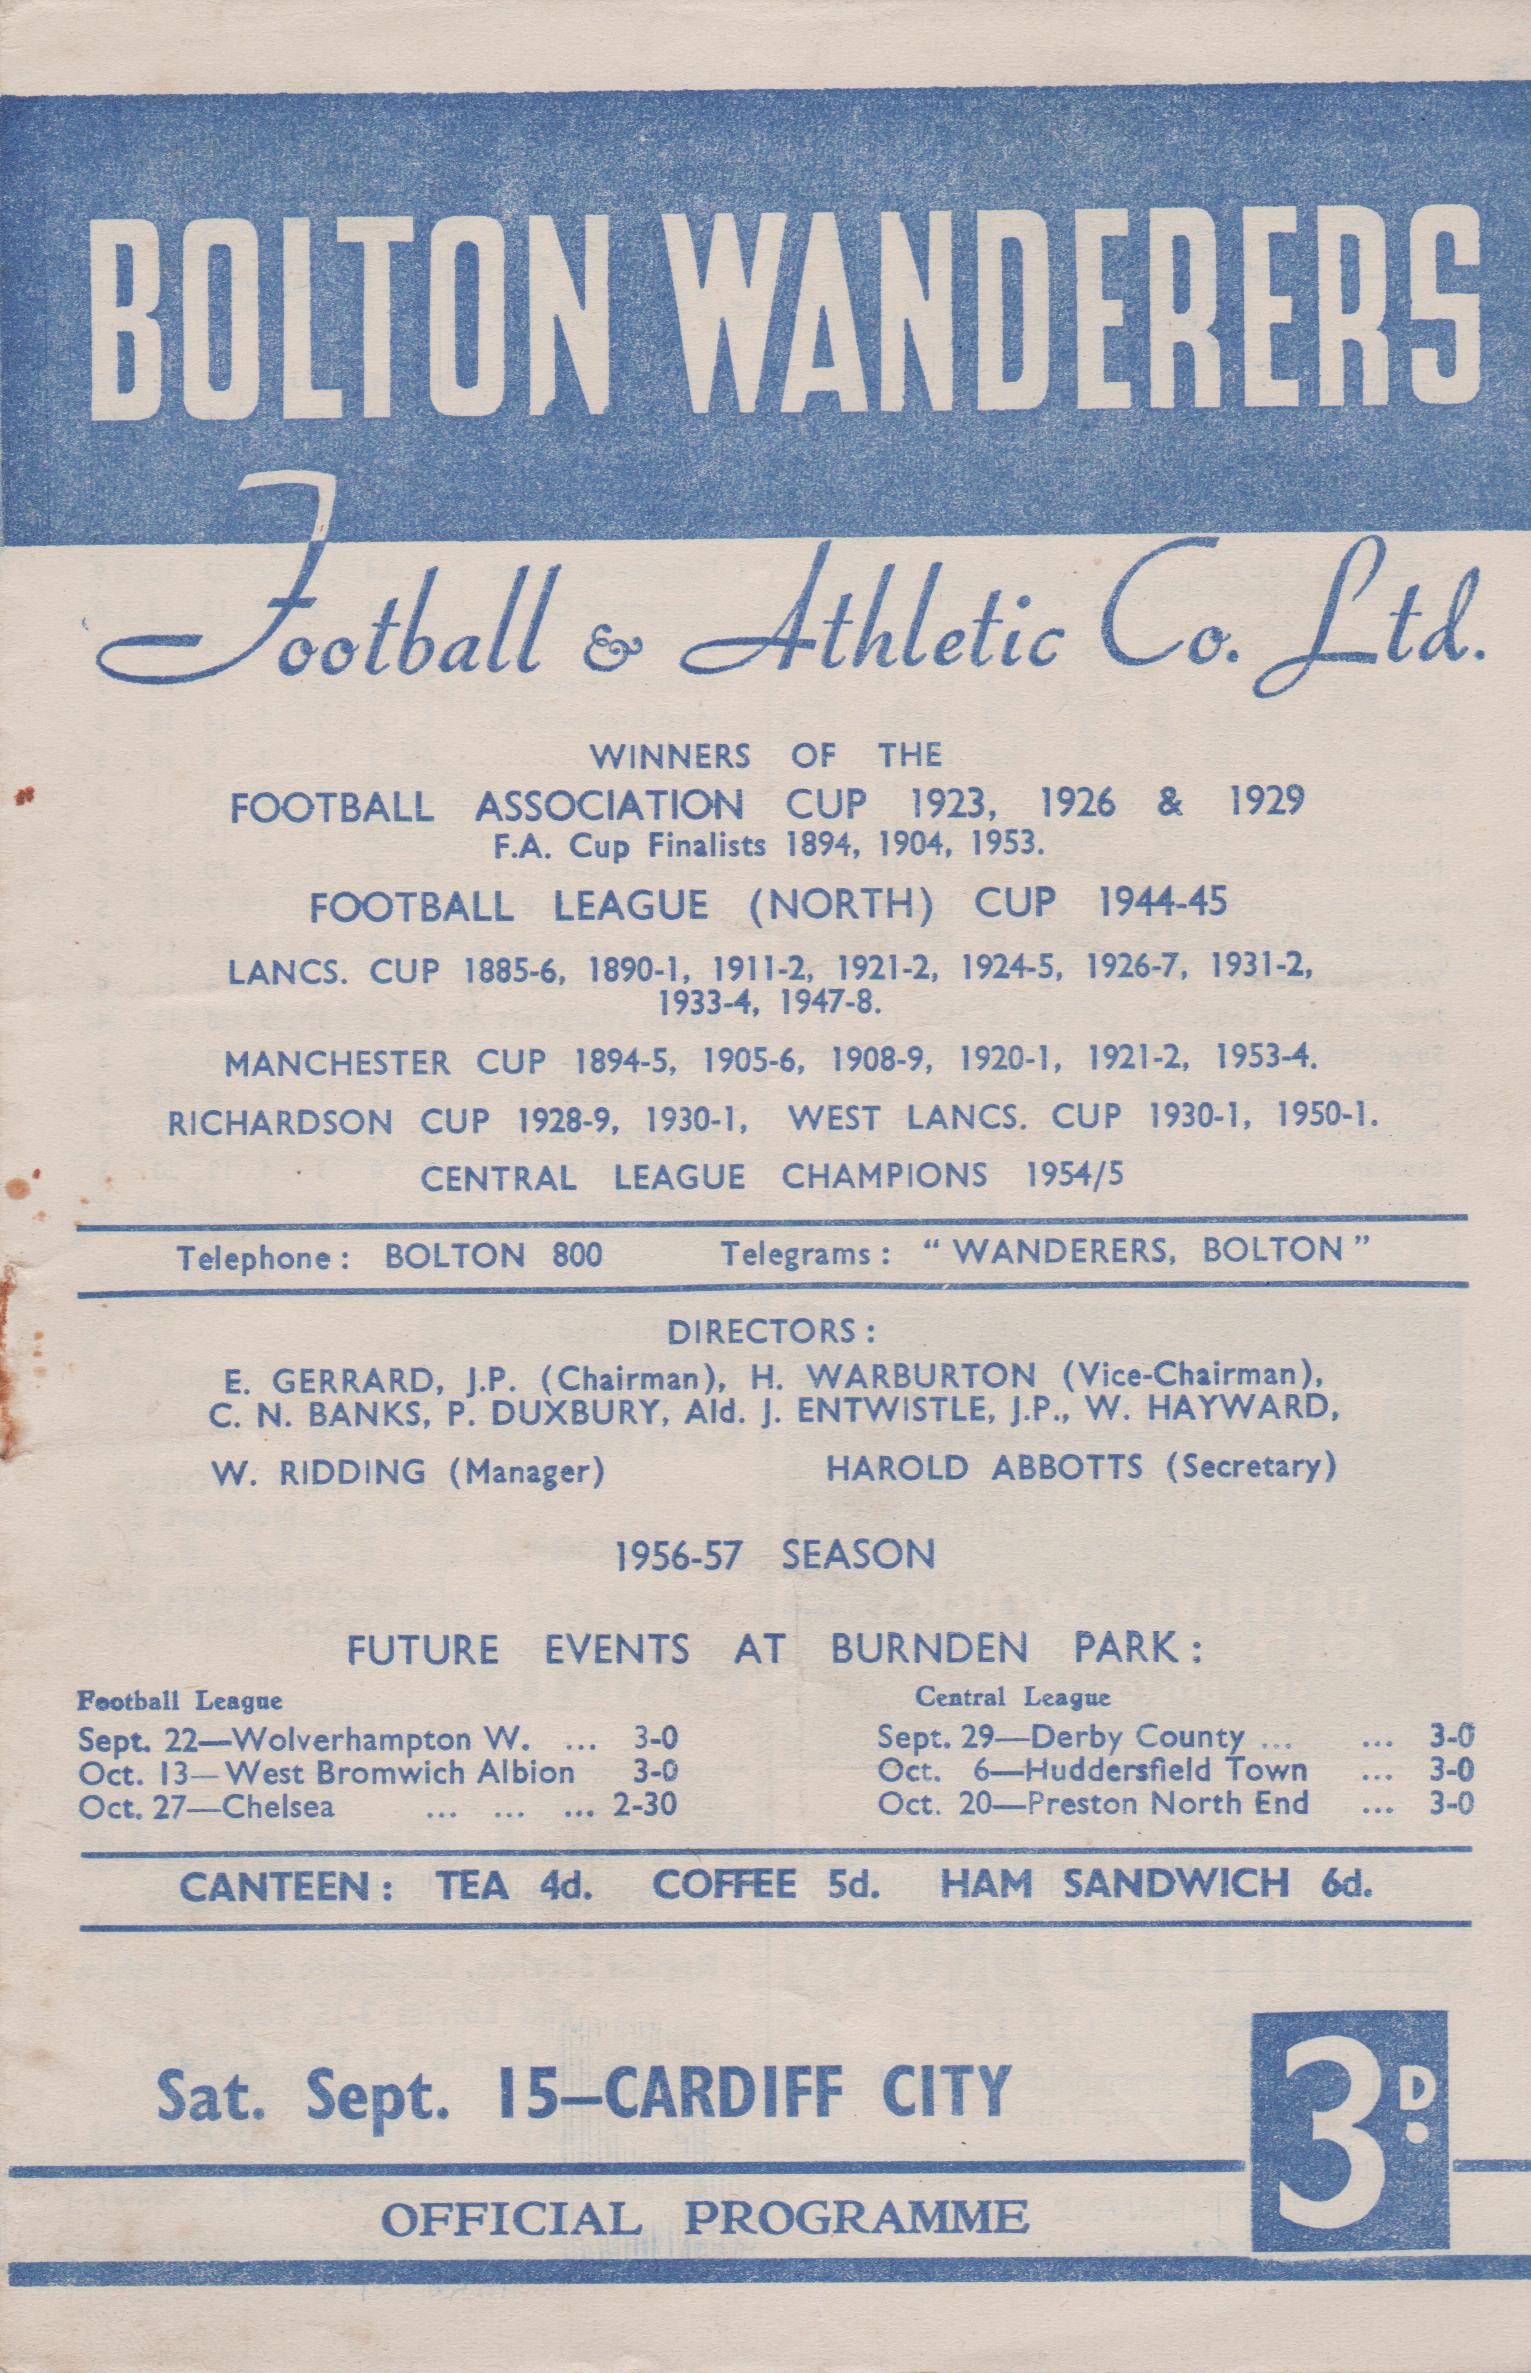 BOLTON WANDERERS
Football & Athletic Co. Ltd.
WINNERS OF THE
FOOTBALL ASSOCIATION CUP 1923, 1926 & 1929
F.A. Cup Finalists 1894, 1904, 1953.
FOOTBALL LEAGUE (NORTH) CUP 1944-45
LANCS. CUP 1885-6, 1890-1, 1911-2, 1921-2, 1924-5, 1926-7, 1931-2,
1933-4, 1947-8.
MANCHESTER CUP 1894-5, 1905-6, 1908-9, 1920-1, 1921-2, 1953-4.
RICHARDSON CUP 1928-9, 1930-1, WEST LANCS. CUP 1930-1, 1950-1.
CENTRAL LEAGUE CHAMPIONS 1954/5
Telephone: BOLTON 800 Telegrams: "WANDERERS, BOLTON"
DIRECTORS:
E. GERRARD, J.P. (Chairman), H. WARBURTON (Vice-Chairman),
C. N. BANKS, P. DUXBURY, Ald. J. ENTWISTLE, J.P., W. HAYWARD,
W. RIDDING (Manager) HAROLD ABBOTTS (Secretary)
1956-57 SEASON
FUTURE EVENTS AT BURNDEN PARK:
Football League
Sept. 22—Wolverhampton W. ... 3-0
Oct. 13—West Bromwich Albion 3-0
Oct. 27—Chelsea ... ... ... 2-30
Central League
Sept. 29—Derby County ... ... 3-0
Oct. 6—Huddersfield Town ... 3-0
Oct. 20—Preston North End ... 3-0
CANTEEN: TEA 4d. COFFEE 5d. HAM SANDWICH 6d.
Sat. Sept. 15—CARDIFF CITY
3D.
OFFICIAL PROGRAMME